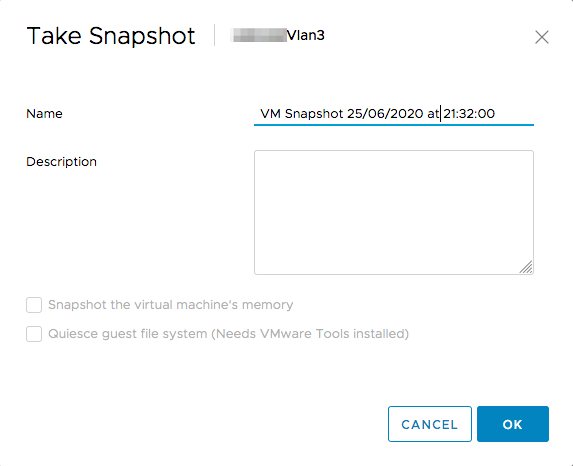 Take Snapshot Vlan3
Name VM Snapshot 25/06/2020 at 21:32:00
Description
Snapshot the virtual machine's memory
Quiesce guest file system (Needs VMware Tools installed)
CANCEL OK